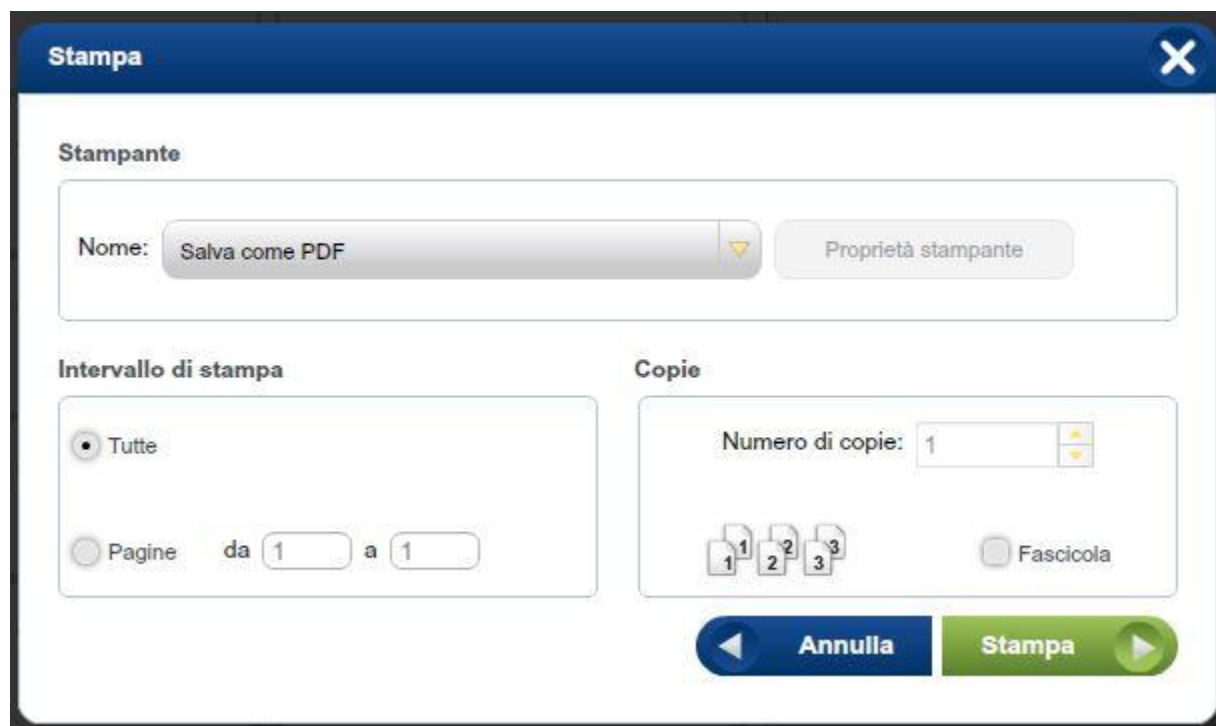 Stampa
Stampante
Nome: Salva come PDF Proprietà stampante
Intervallo di stampa Copie
Tutte Numero di copie: 1
Pagine da 1 a 1 1 1 2 2 3 3 Fascicola
Annulla Stampa